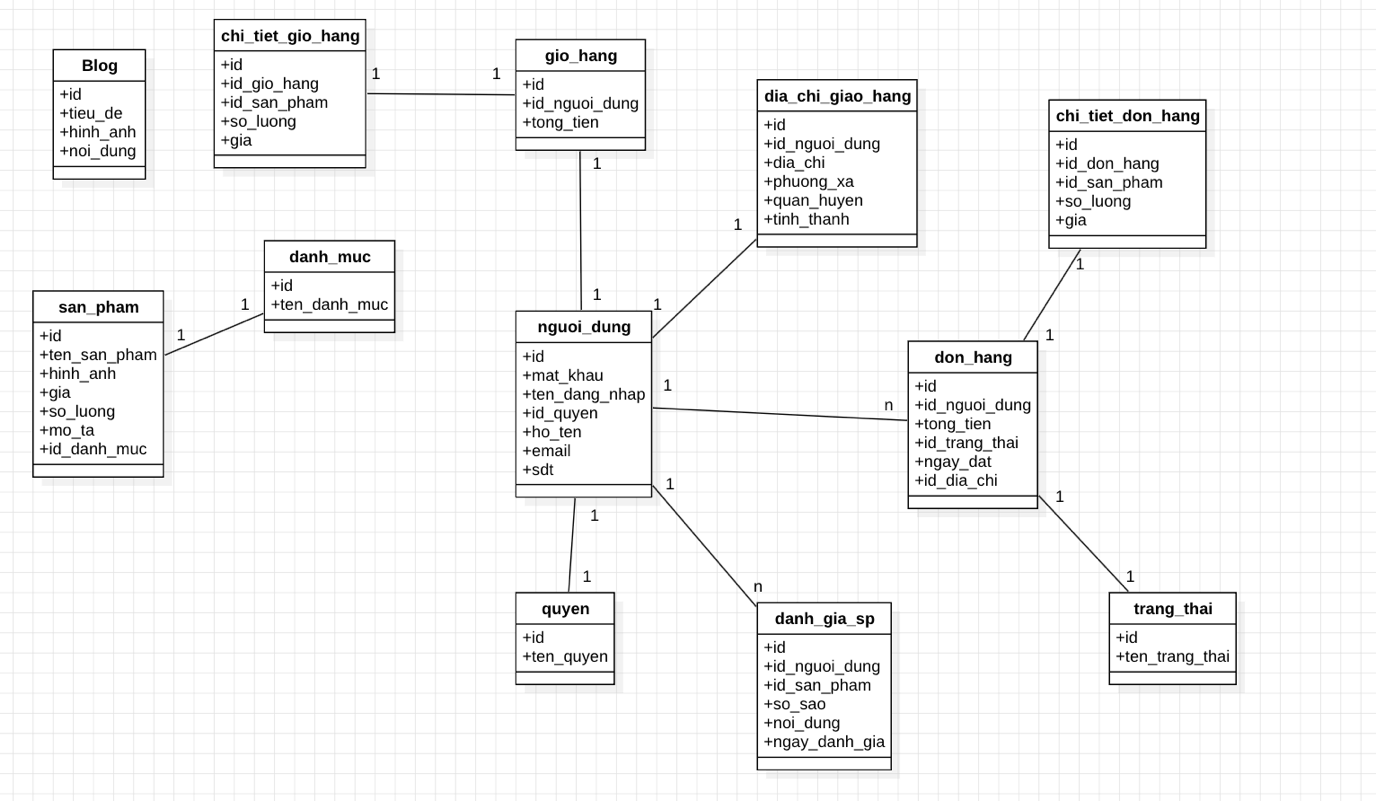 Blog
+id
+tieu_de
+hinh_anh
+noi_dung
chi_tiet_gio_hang
+id
+id_gio_hang
+id_san_pham
+so_luong
+gia
1
1
gio_hang
+id
+id_nguoi_dung
+tong_tien
1
1
dia_chi_giao_hang
+id
+id_nguoi_dung
+dia_chi
+phuong_xa
+quan_huyen
+tinh_thanh
1
1
chi_tiet_don_hang
+id
+id_don_hang
+id_san_pham
+so_luong
+gia
1
1
san_pham
+id
+ten_san_pham
+hinh_anh
+gia
+so_luong
+mo_ta
+id_danh_muc
1
1
danh_muc
+id
+ten_danh_muc
nguoi_dung
+id
+mat_khau
+ten_dang_nhap
+id_quyen
+ho_ten
+email
+sdt
1
n
don_hang
+id
+id_nguoi_dung
+tong_tien
+id_trang_thai
+ngay_dat
+id_dia_chi
1
1
1
n
1
1
quyen
+id
+ten_quyen
danh_gia_sp
+id
+id_nguoi_dung
+id_san_pham
+so_sao
+noi_dung
+ngay_danh_gia
trang_thai
+id
+ten_trang_thai